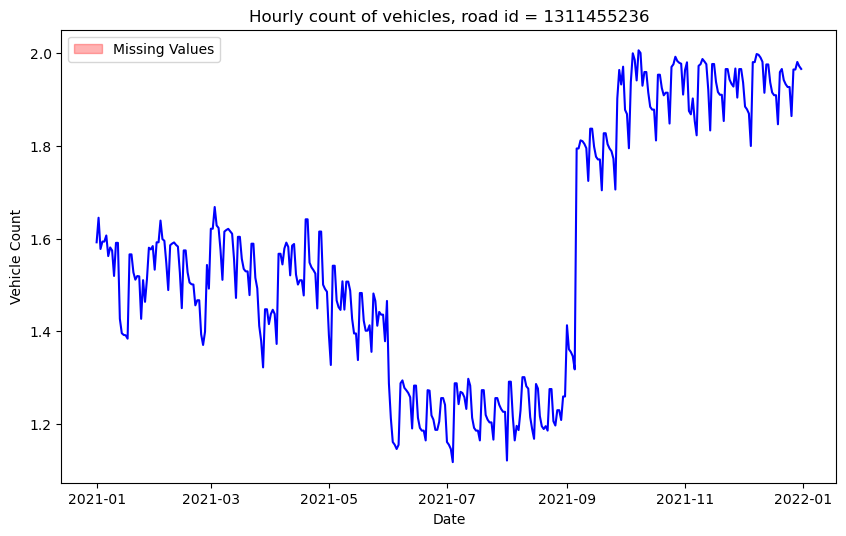 Hourly count of vehicles, road id = 1311455236
Missing Values
Vehicle Count
2.0
1.8
1.6
1.4
1.2
2021-01 2021-03 2021-05 2021-07 2021-09 2021-11 2022-01
Date